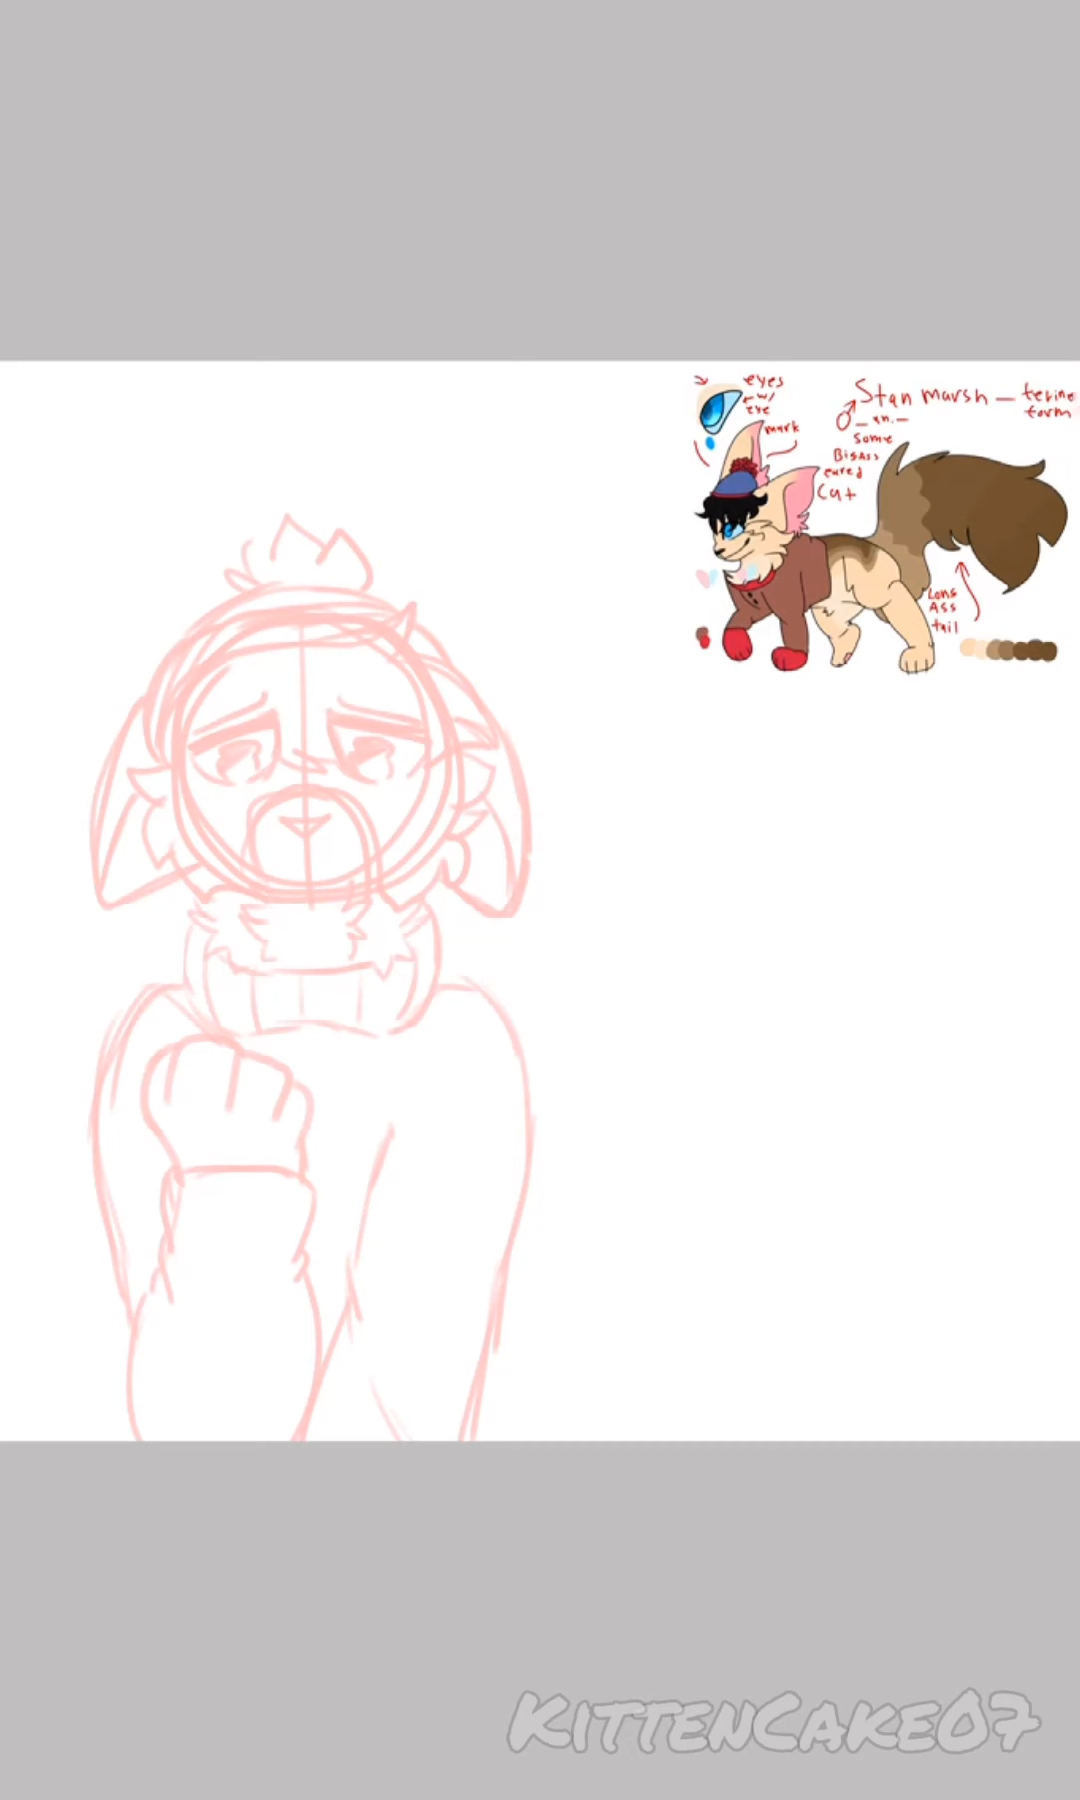 eyes
w/
eye
mark
Stan marsh — feline
form
♂ — an. —
some
Bigass
eared
Cat
Long
Ass
tail
KittenCake07